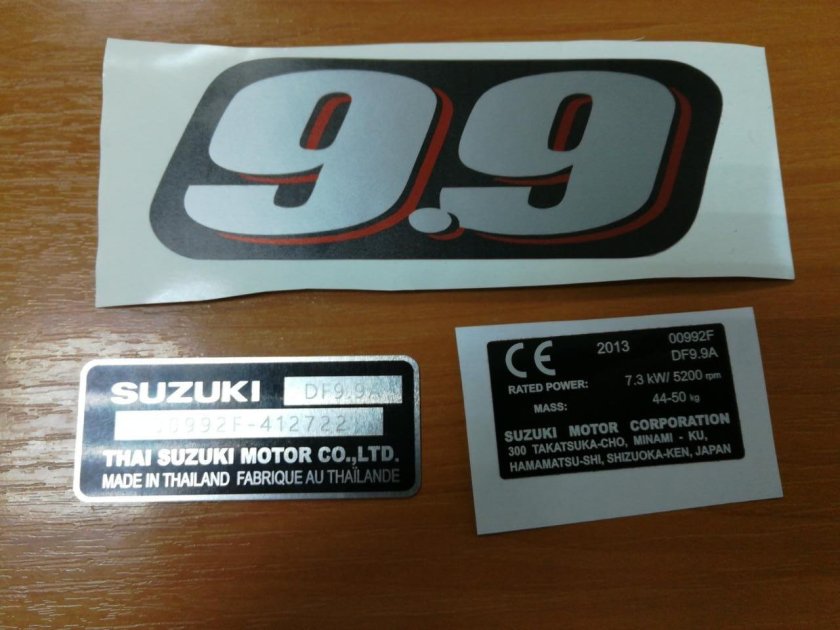 9.9
SUZUKI DF9.9A
00992F-412722
THAI SUZUKI MOTOR CO.,LTD.
MADE IN THAILAND FABRIQUE AU THAÏLANDE
CE 2013 00992F
DF9.9A
RATED POWER: 7.3 kW/ 5200 rpm
MASS: 44-50 kg
SUZUKI MOTOR CORPORATION
300 TAKATSUKA-CHO, MINAMI - KU,
HAMAMATSU-SHI, SHIZUOKA-KEN, JAPAN